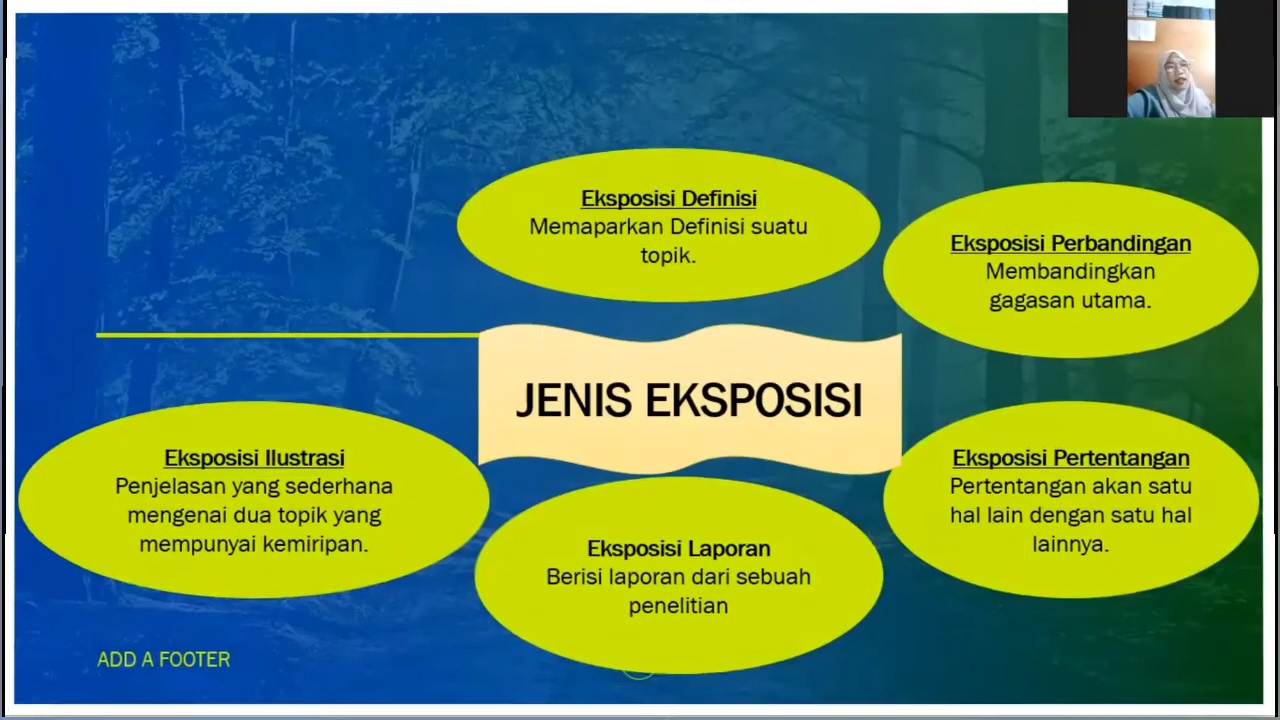 Eksposisi Definisi
Memaparkan Definisi suatu
topik.
Eksposisi Perbandingan
Membandingkan
gagasan utama.
JENIS EKSPOSISI
Eksposisi Ilustrasi
Penjelasan yang sederhana
mengenai dua topik yang
mempunyai kemiripan.
Eksposisi Pertentangan
Pertentangan akan satu
hal lain dengan satu hal
lainnya.
Eksposisi Laporan
Berisi laporan dari sebuah
penelitian
ADD A FOOTER